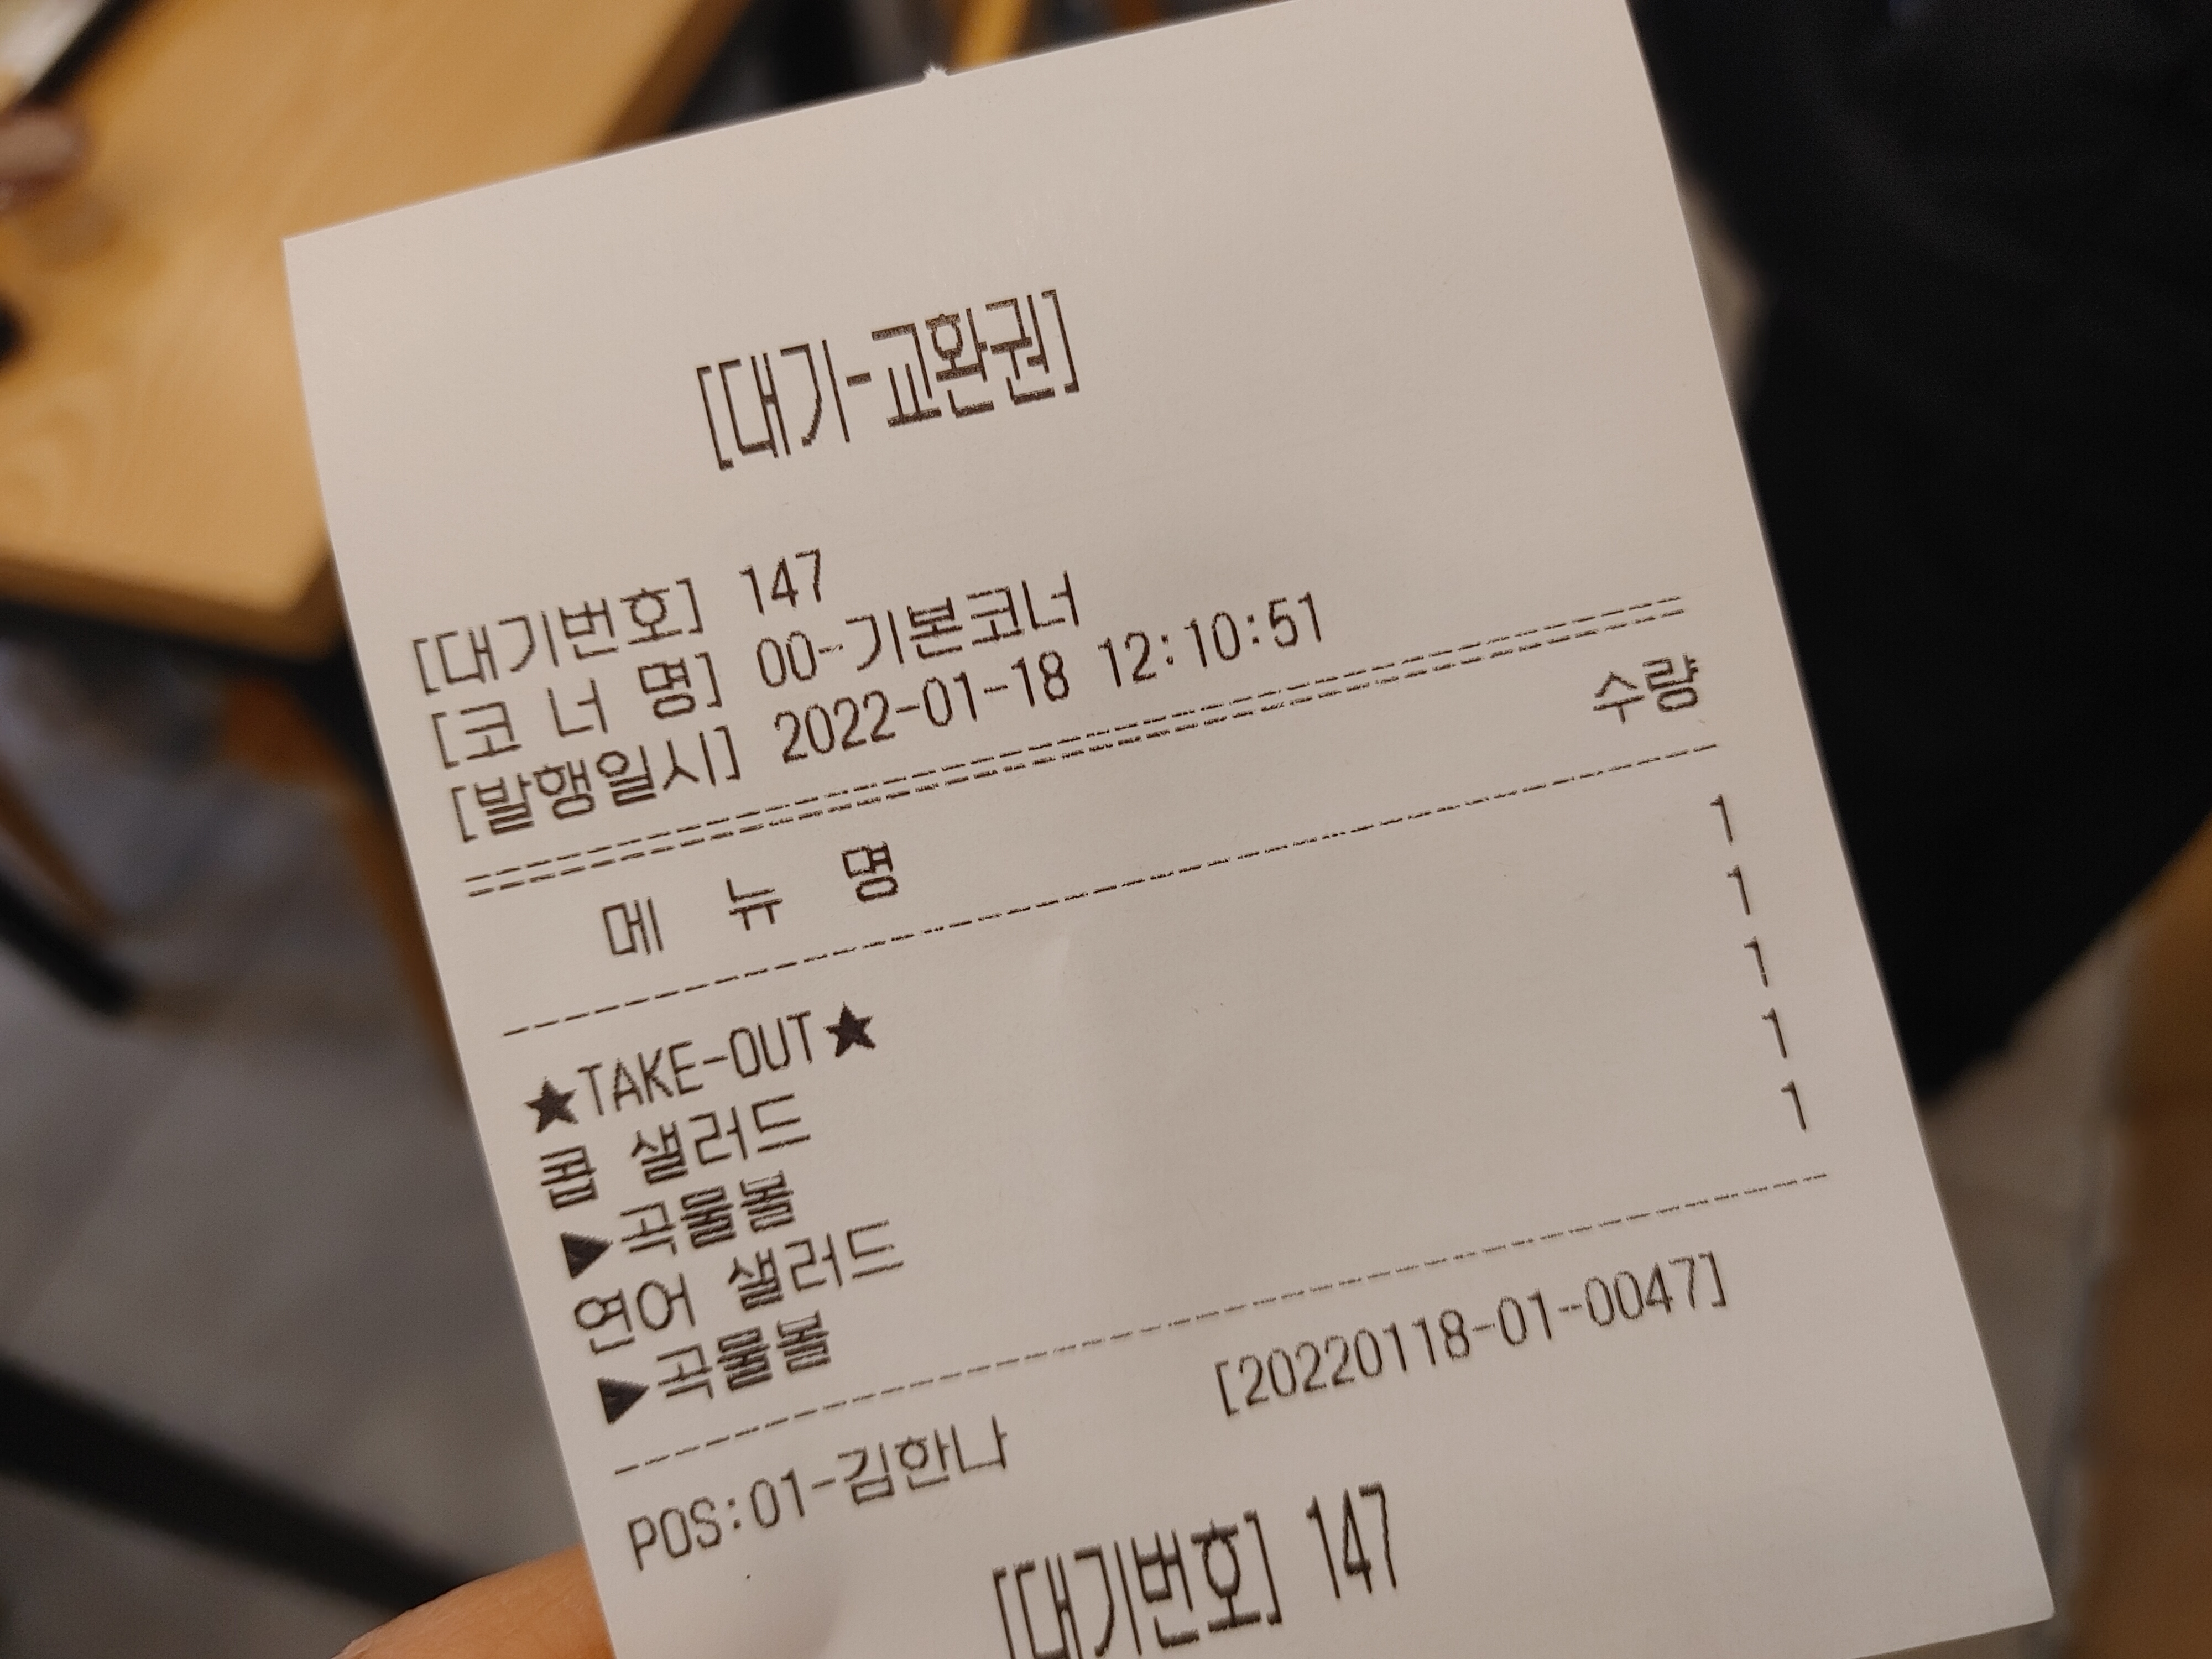 [대기-교환권]
[대기번호] 147
[코 너 명] 00-기본코너
[발행일시] 2022-01-18 12:10:51
메 뉴 명 수량
★TAKE-OUT★ 1
콥 샐러드 1
▶곡물볼 1
연어 샐러드 1
▶곡물볼 1
POS:01-김한나 [20220118-01-0047]
[대기번호] 147